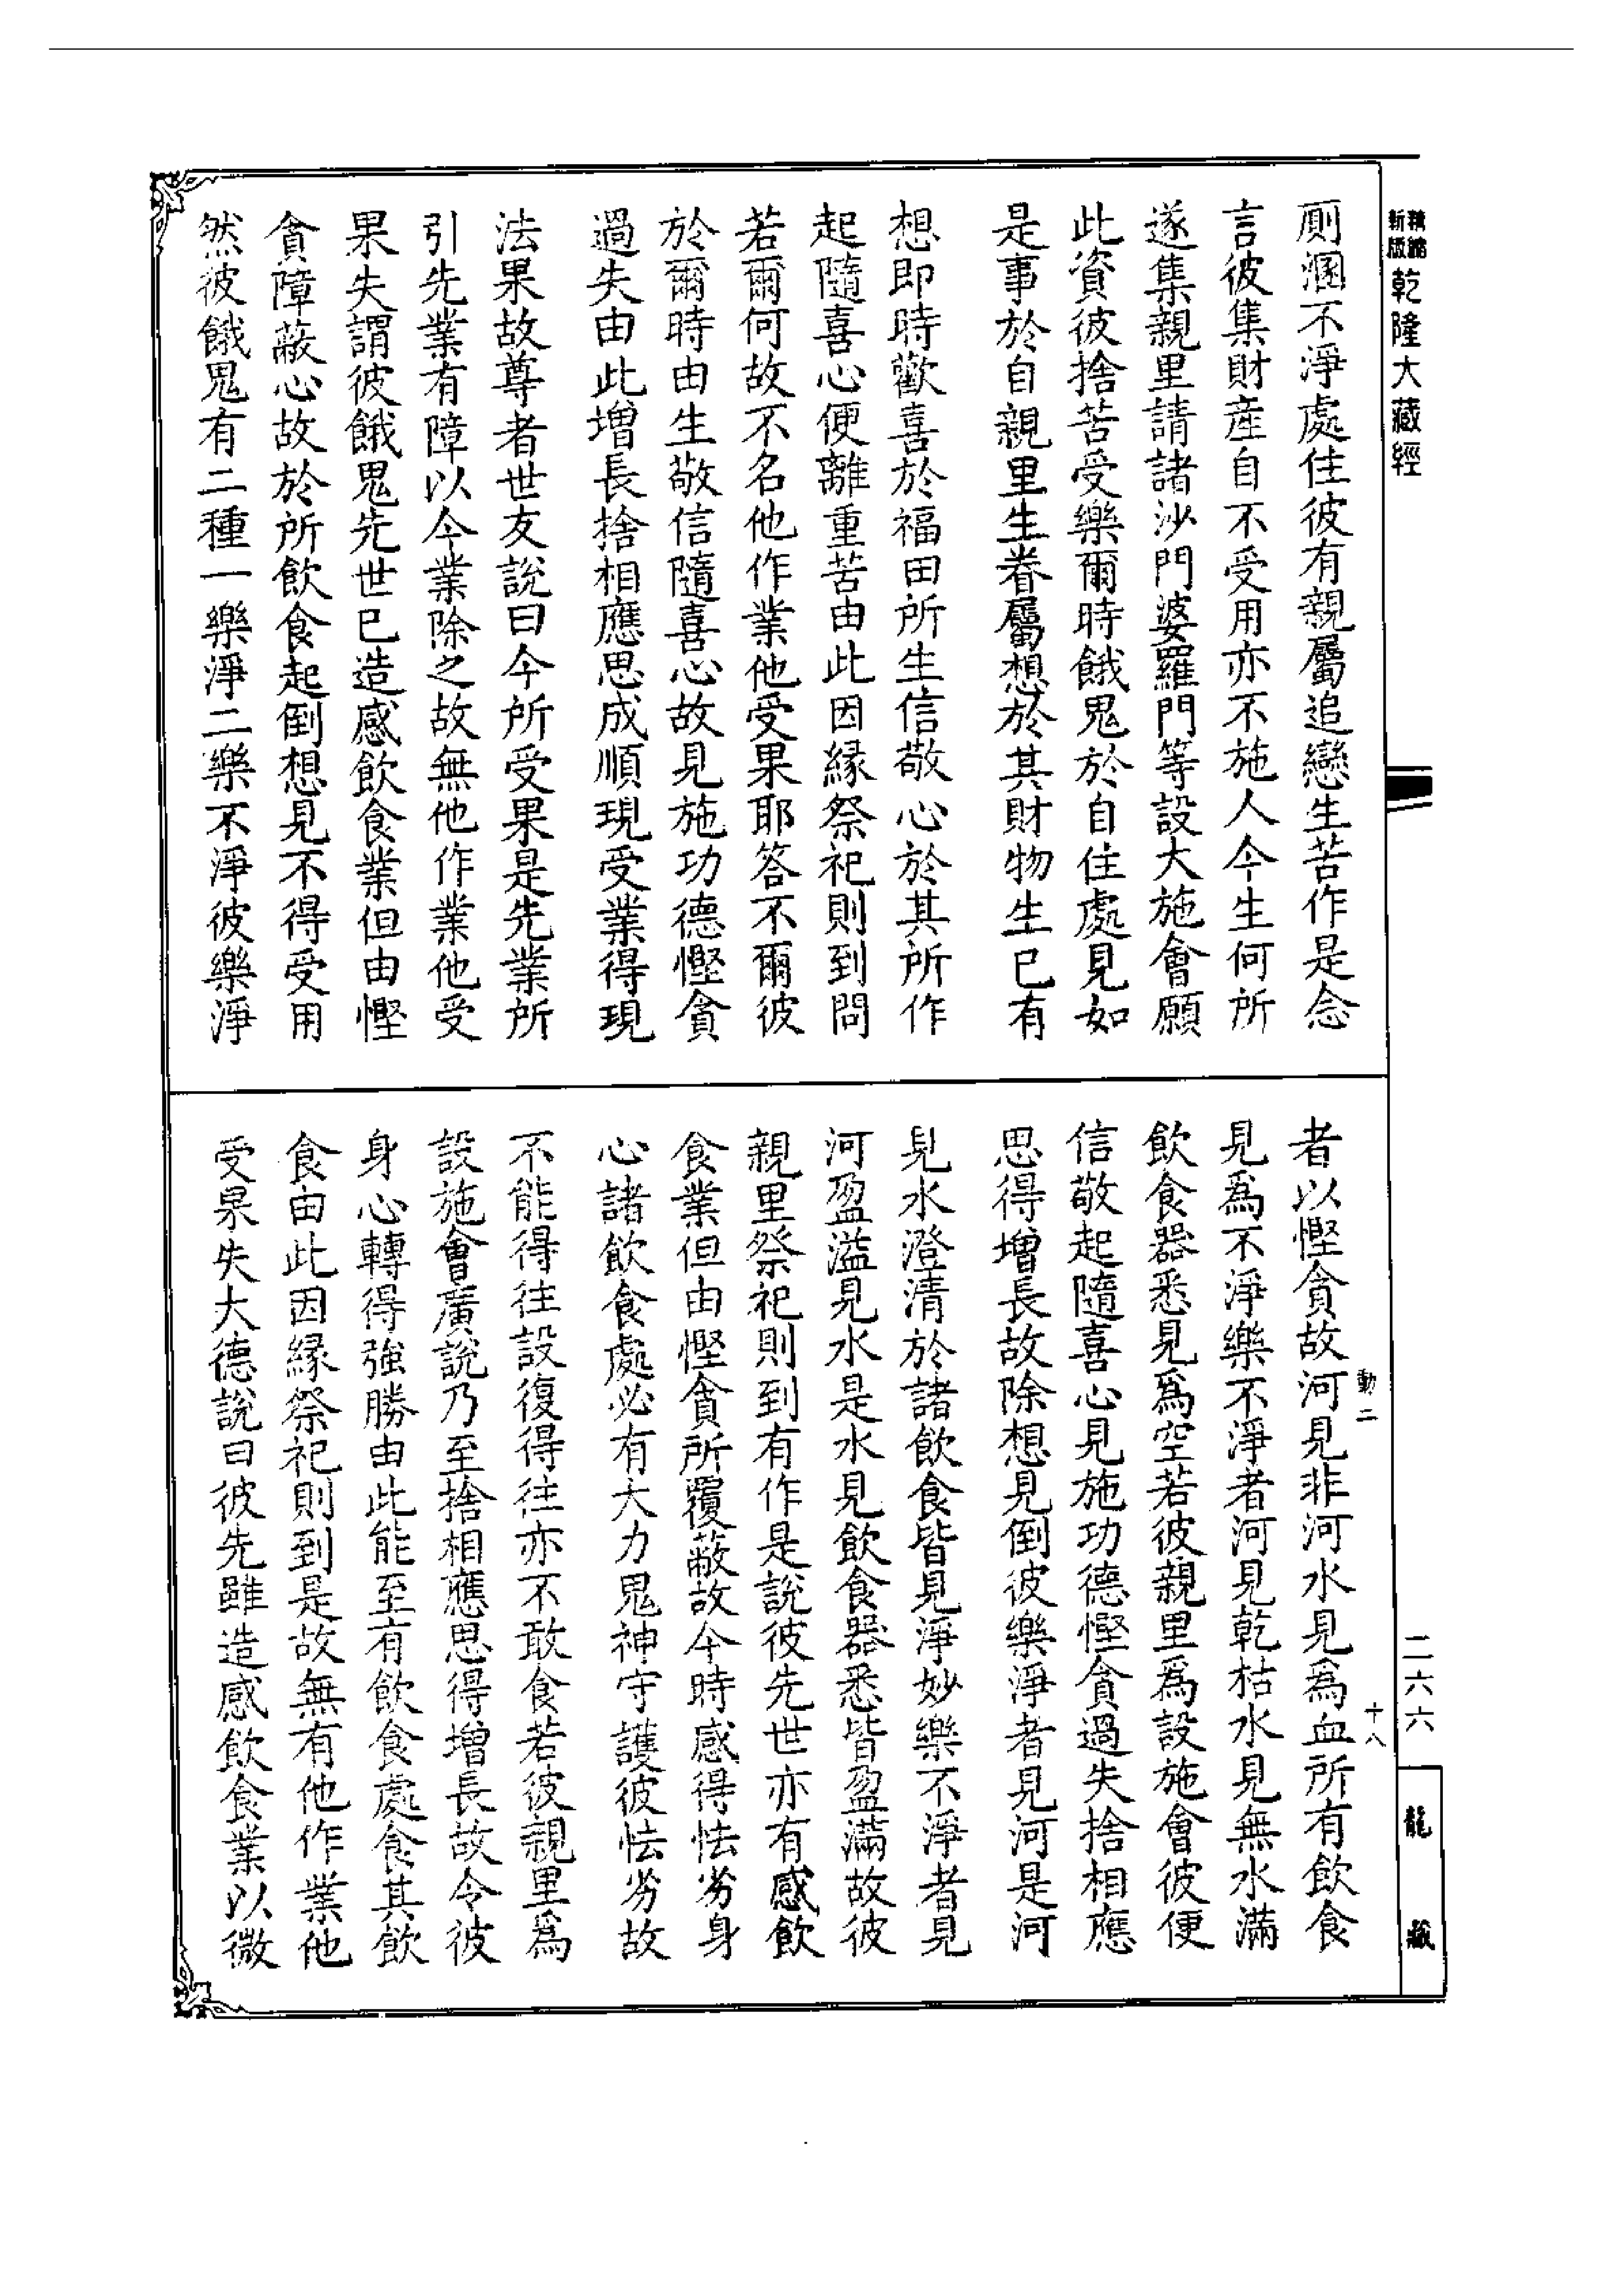 精縮新版乾隆大藏經
廁溷不淨處住彼有親屬追戀生苦作是念
言彼集財産自不受用亦不施人今生何所
遂集親里請諸沙門婆羅門等設大施會願
此資彼捨苦受樂爾時餓鬼於自住處見如
是事於自親里生眷屬想於其財物生已有
想即時歡喜於福田所生信敬心於其所作
起隨喜心便離重苦由此因緣祭祀則到問
若爾何故不名他作業他受果耶答不爾彼
於爾時由生敬信隨喜心故見施功德慳貪
過失由此增長捨相應思成順現受業得現
法果故尊者世友說曰今所受果是先業所
引先業有障以今業除之故無他作業他受
果失謂彼餓鬼先世已造感飲食業但由慳
貪障蔽心故於所飲食起倒想見不得受用
然彼餓鬼有二種一樂淨二樂不淨彼樂淨
者以慳貪故河見非河水見爲血所有飲食
見爲不淨樂不淨者河見乾枯水見無水滿
飲食器悉見爲空若彼親里爲設施會彼便
信敬起隨喜心見施功德慳貪過失捨相應
思得增長故除想見倒彼樂淨者見河是河
見水澄清於諸飲食皆見淨妙樂不淨者見
河盈溢見水是水見飲食器悉皆盈滿故彼
親里祭祀則到有作是說彼先世亦有感飲
食業但由慳貪所覆蔽故今時感得怯劣身
心諸飲食處必有大力鬼神守護彼怯劣故
不能得往設復得往亦不敢食若彼親里爲
設施會廣說乃至捨相應思得增長故令彼
身心轉得強勝由此能至有飲食處食其飲
食由此因緣祭祀則到是故無有他作業他
受果失大德說曰彼先雖造感飲食業以微
動二
十八
二六六
龍藏